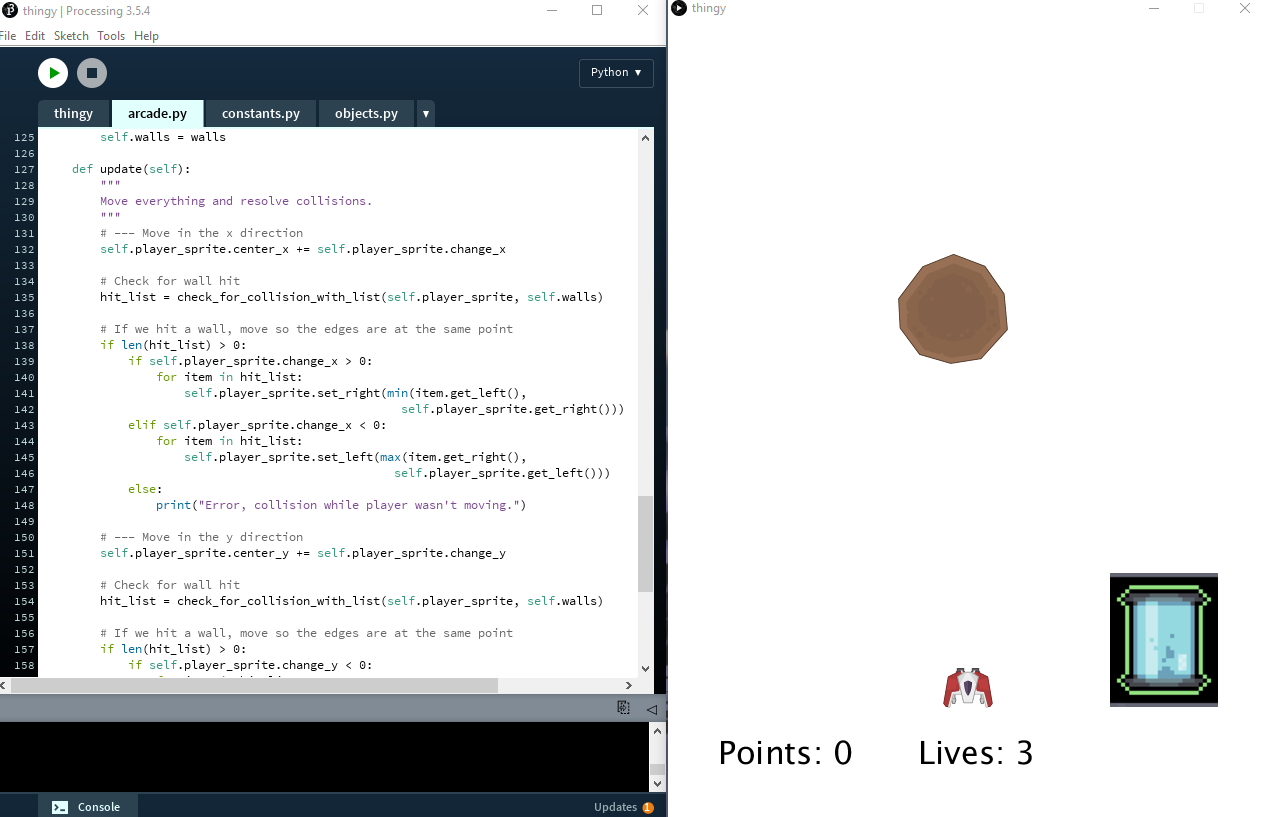 thingy | Processing 3.5.4
File Edit Sketch Tools Help
Python ▼
thingy arcade.py constants.py objects.py ▼
125         self.walls = walls
126
127     def update(self):
128         """
129         Move everything and resolve collisions.
130         """
131         # --- Move in the x direction
132         self.player_sprite.center_x += self.player_sprite.change_x
133
134         # Check for wall hit
135         hit_list = check_for_collision_with_list(self.player_sprite, self.walls)
136
137         # If we hit a wall, move so the edges are at the same point
138         if len(hit_list) > 0:
139             if self.player_sprite.change_x > 0:
140                 for item in hit_list:
141                     self.player_sprite.set_right(min(item.get_left(),
142                                                    self.player_sprite.get_right()))
143             elif self.player_sprite.change_x < 0:
144                 for item in hit_list:
145                     self.player_sprite.set_left(max(item.get_right(),
146                                                   self.player_sprite.get_left()))
147             else:
148                 print("Error, collision while player wasn't moving.")
149
150         # --- Move in the y direction
151         self.player_sprite.center_y += self.player_sprite.change_y
152
153         # Check for wall hit
154         hit_list = check_for_collision_with_list(self.player_sprite, self.walls)
155
156         # If we hit a wall, move so the edges are at the same point
157         if len(hit_list) > 0:
158             if self.player_sprite.change_y < 0:
Console
Updates 1
thingy
Points: 0 Lives: 3